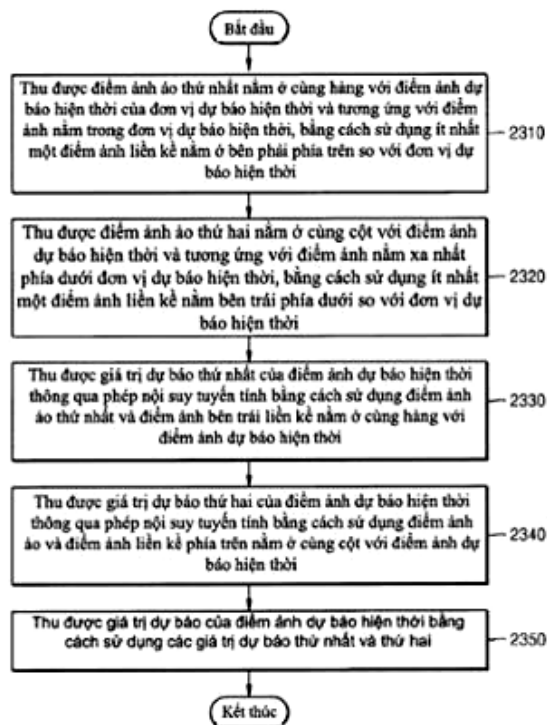 Bắt đầu
Thu được điểm ảnh ảo thứ nhất nằm ở cùng hàng với điểm ảnh dự
báo hiện thời của đơn vị dự báo hiện thời và tương ứng với điểm
ảnh nằm trong đơn vị dự báo hiện thời, bằng cách sử dụng ít nhất
một điểm ảnh liền kề nằm ở bên phải phía trên so với đơn vị dự
báo hiện thời
2310
Thu được điểm ảnh ảo thứ hai nằm ở cùng cột với điểm ảnh
dự báo hiện thời và tương ứng với điểm ảnh nằm xa nhất
phía dưới đơn vị dự báo hiện thời, bằng cách sử dụng ít nhất
một điểm ảnh liền kề nằm bên trái phía dưới so với đơn vị dự
báo hiện thời
2320
Thu được giá trị dự báo thứ nhất của điểm ảnh dự báo hiện thời
thông qua phép nội suy tuyến tính bằng cách sử dụng điểm ảnh
ảo thứ nhất và điểm ảnh bên trái liền kề nằm ở cùng hàng với
điểm ảnh dự báo hiện thời
2330
Thu được giá trị dự báo thứ hai của điểm ảnh dự báo hiện thời
thông qua phép nội suy tuyến tính bằng cách sử dụng điểm ảnh
ảo và điểm ảnh liền kề phía trên nằm ở cùng cột với điểm ảnh dự
báo hiện thời
2340
Thu được giá trị dự báo của điểm ảnh dự báo hiện thời bằng
cách sử dụng các giá trị dự báo thứ nhất và thứ hai
2350
Kết thúc